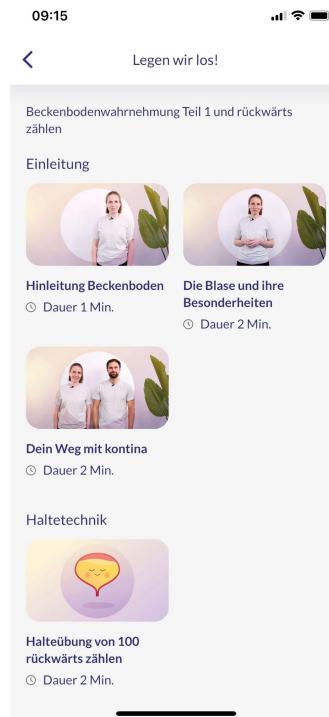 09:15
Legen wir los!
Beckenbodenwahrnehmung Teil 1 und rückwärts
zählen
Einleitung
Hinleitung Beckenboden
Dauer 1 Min.
Die Blase und ihre
Besonderheiten
Dauer 2 Min.
Dein Weg mit kontina
Dauer 2 Min.
Haltetechnik
Halteübung von 100
rückwärts zählen
Dauer 2 Min.